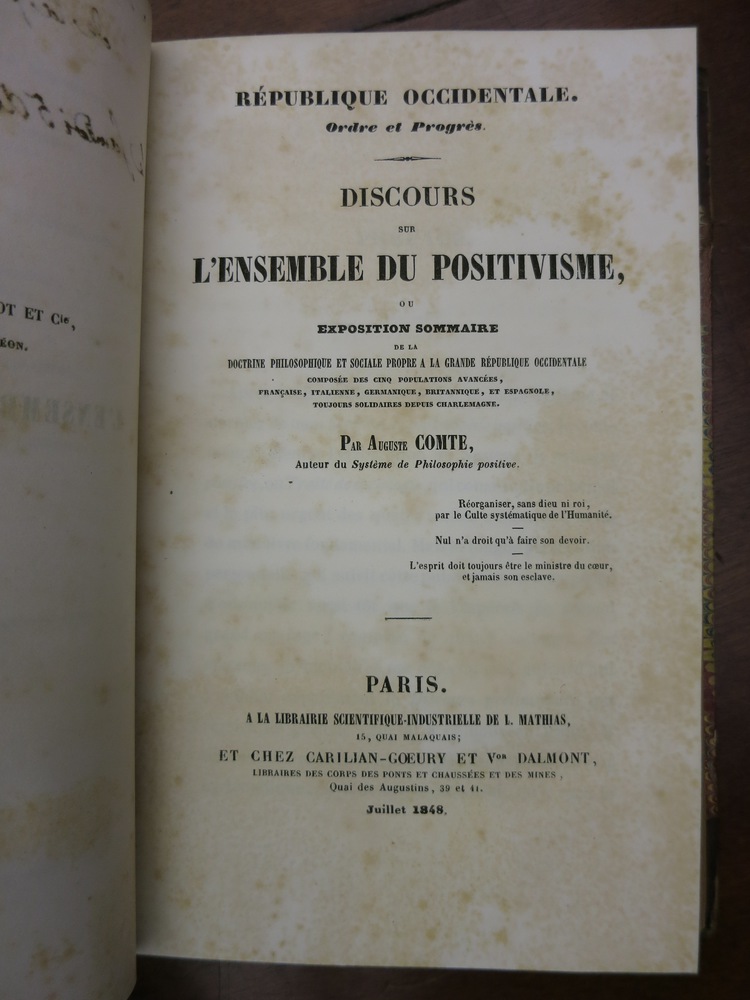 OT ET Cie,
ÉON.
RÉPUBLIQUE OCCIDENTALE.
Ordre et Progrès.
DISCOURS
SUR
L'ENSEMBLE DU POSITIVISME,
OU
EXPOSITION SOMMAIRE
DE LA
DOCTRINE PHILOSOPHIQUE ET SOCIALE PROPRE A LA GRANDE RÉPUBLIQUE OCCIDENTALE
COMPOSÉE DES CINQ POPULATIONS AVANCÉES,
FRANÇAISE, ITALIENNE, GERMANIQUE, BRITANNIQUE, ET ESPAGNOLE,
TOUJOURS SOLIDAIRES DEPUIS CHARLEMAGNE.
PAR AUGUSTE COMTE,
Auteur du Système de Philosophie positive.
Réorganiser, sans dieu ni roi,
par le Culte systématique de l'Humanité.
Nul n'a droit qu'à faire son devoir.
L'esprit doit toujours être le ministre du cœur,
et jamais son esclave.
PARIS.
A LA LIBRAIRIE SCIENTIFIQUE-INDUSTRIELLE DE L. MATHIAS,
15, QUAI MALAQUAIS;
ET CHEZ CARILIAN-GŒURY ET Vor DALMONT,
LIBRAIRES DES CORPS DES PONTS ET CHAUSSÉES ET DES MINES,
Quai des Augustins, 39 et 41.
Juillet 1848.